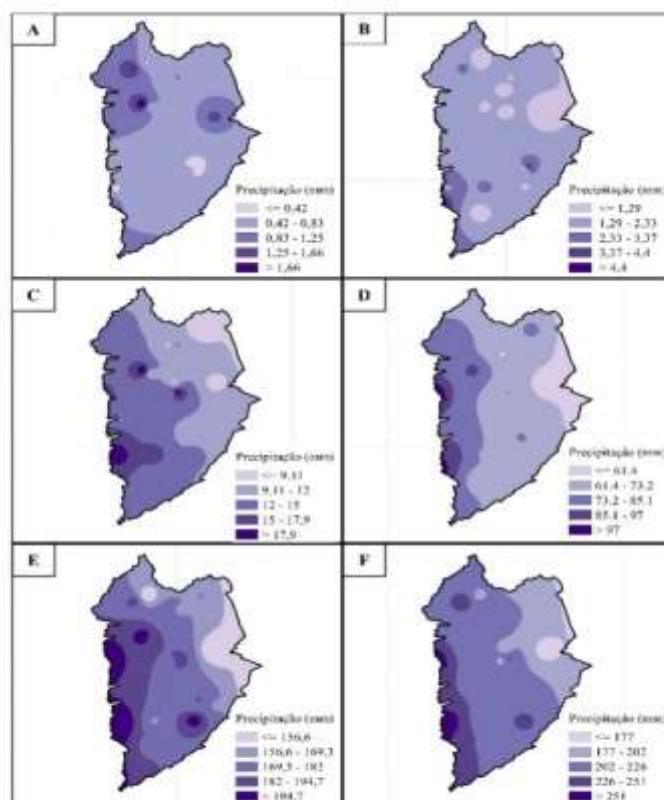 A
Precipitação (mm)
<= 0,42
0,42 - 0,83
0,83 - 1,25
1,25 - 1,66
> 1,66
B
Precipitação (mm)
<= 1,29
1,29 - 2,33
2,33 - 3,37
3,37 - 4,4
> 4,4
C
Precipitação (mm)
<= 9,11
9,11 - 12
12 - 15
15 - 17,9
> 17,9
D
Precipitação (mm)
<= 61.4
61.4 - 73.2
73.2 - 85.1
85.1 - 97
> 97
E
Precipitação (mm)
<= 156,6
156,6 - 169,3
169,3 - 182
182 - 194,7
> 194,7
F
Precipitação (mm)
<= 177
177 - 202
202 - 226
226 - 251
> 251